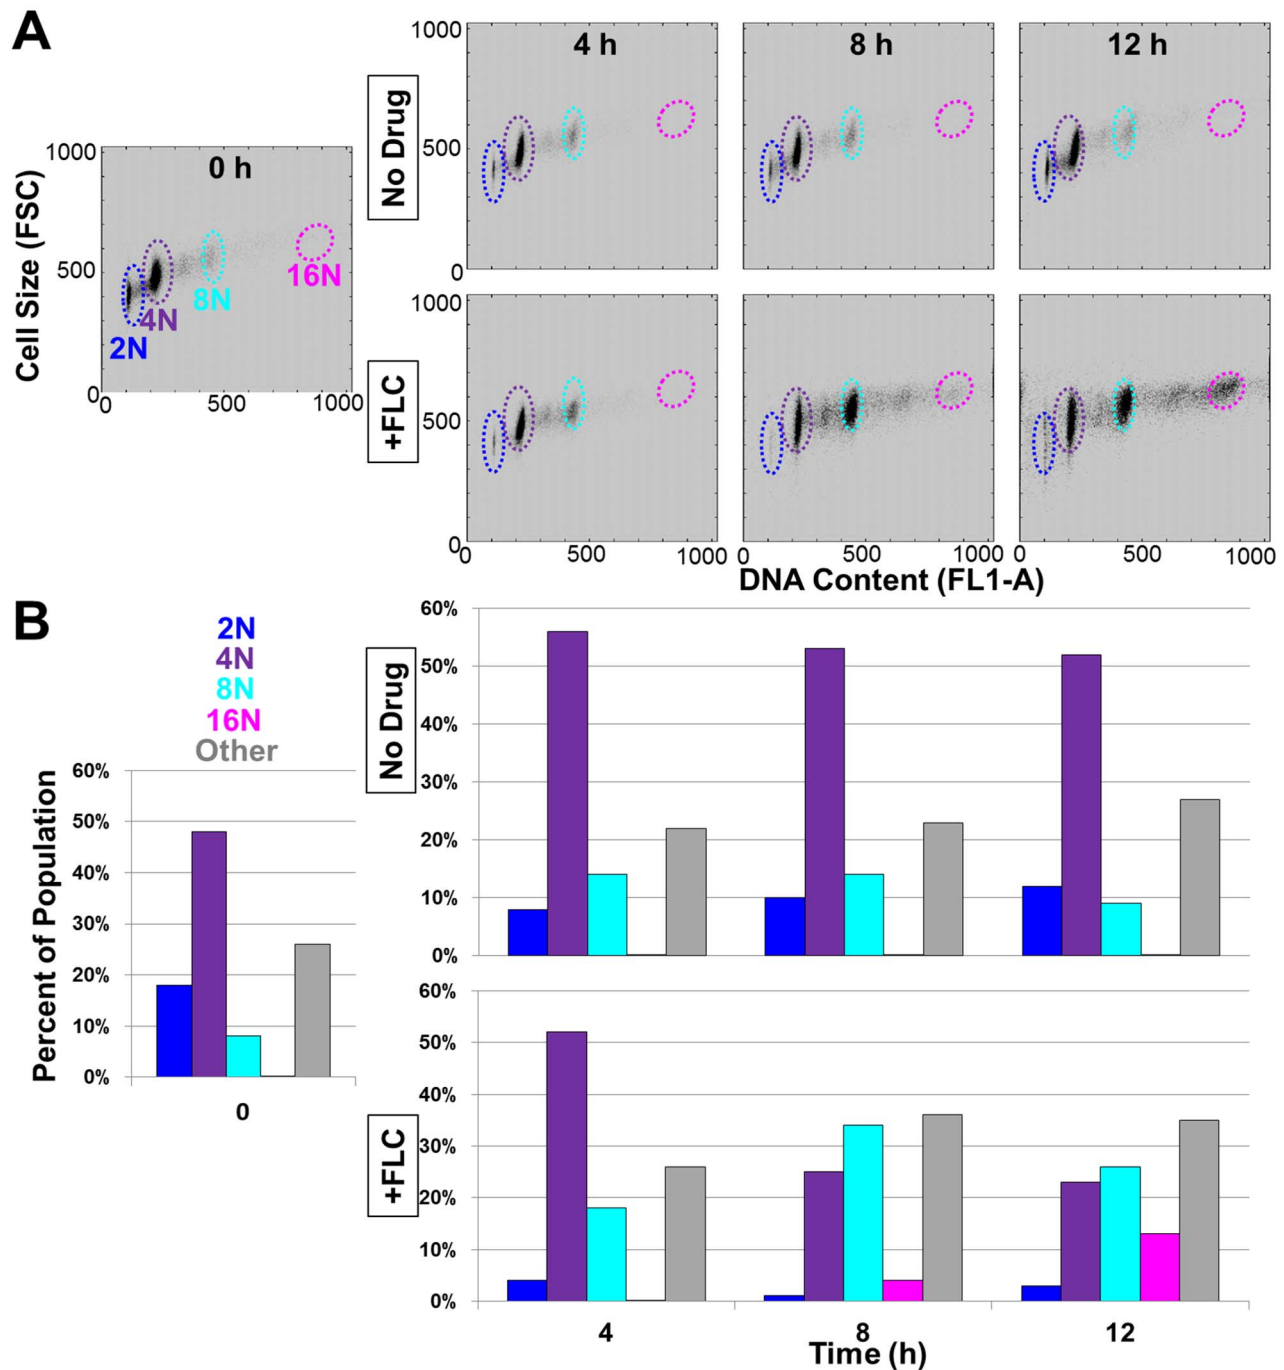 A
Cell Size (FSC)
1000
500
0
0 h
2N
4N
8N
16N
0
500
1000
No Drug
1000
500
0
4 h
8 h
12 h
+FLC
1000
500
0
0
500
1000
0
500
1000
0
500
1000
DNA Content (FL1-A)
B
2N
4N
8N
16N
Other
Percent of Population
60%
50%
40%
30%
20%
10%
0%
0
No Drug
60%
50%
40%
30%
20%
10%
0%
+FLC
60%
50%
40%
30%
20%
10%
0%
4
8
12
Time (h)